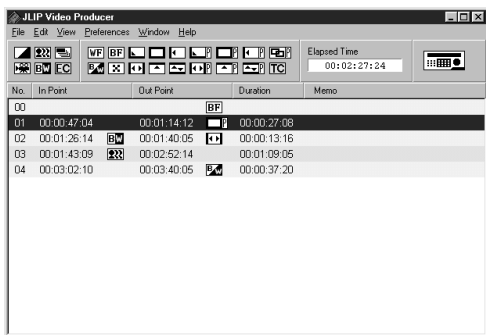 JLIP Video Producer
File Edit View Preferences Window Help
WF BF P P P P Elapsed Time
BW FC B/W P P P TC 00:02:27:24
No. In Point Out Point Duration Memo
00 BF
01 00:00:47:04 00:01:14:12 P 00:00:27:08
02 00:01:26:14 BW 00:01:40:05 00:00:13:16
03 00:01:43:09 00:02:52:14 00:01:09:05
04 00:03:02:10 00:03:40:05 B/W 00:00:37:20